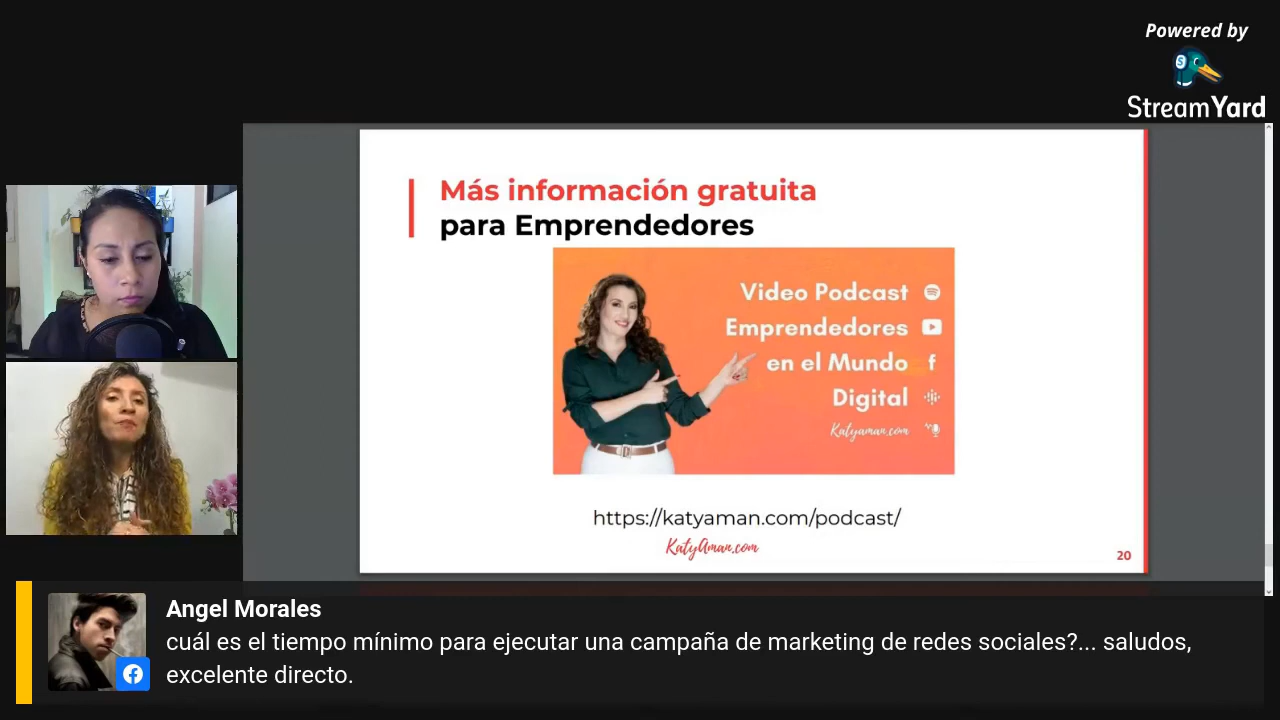 Powered by
StreamYard
Más información gratuita
para Emprendedores
Video Podcast
Emprendedores
en el Mundo
Digital
Katyaman.com
https://katyaman.com/podcast/
KatyAman.com
20
Angel Morales
cuál es el tiempo mínimo para ejecutar una campaña de marketing de redes sociales?... saludos,
excelente directo.